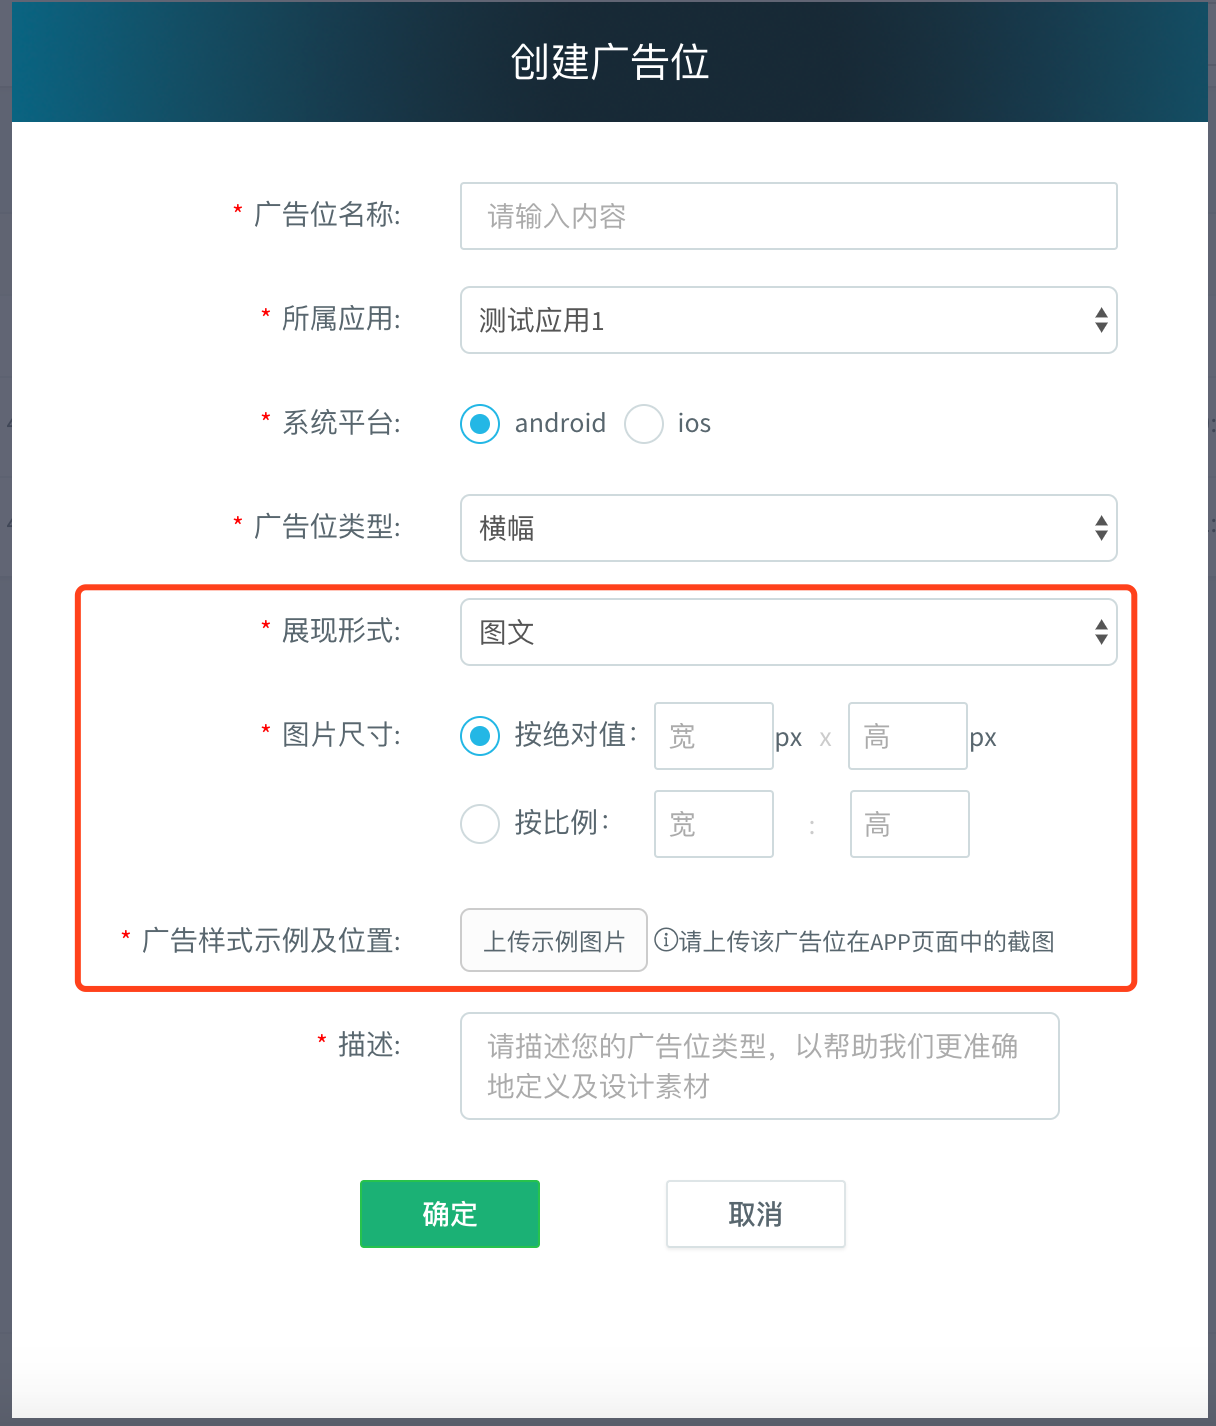 创建广告位
* 广告位名称: 请输入内容
* 所属应用: 测试应用1
* 系统平台: android ios
* 广告位类型: 横幅
* 展现形式: 图文
* 图片尺寸: 按绝对值： 宽 px x 高 px
按比例： 宽 : 高
* 广告样式示例及位置: 上传示例图片 请上传该广告位在APP页面中的截图
* 描述: 请描述您的广告位类型，以帮助我们更准确
地定义及设计素材
确定 取消